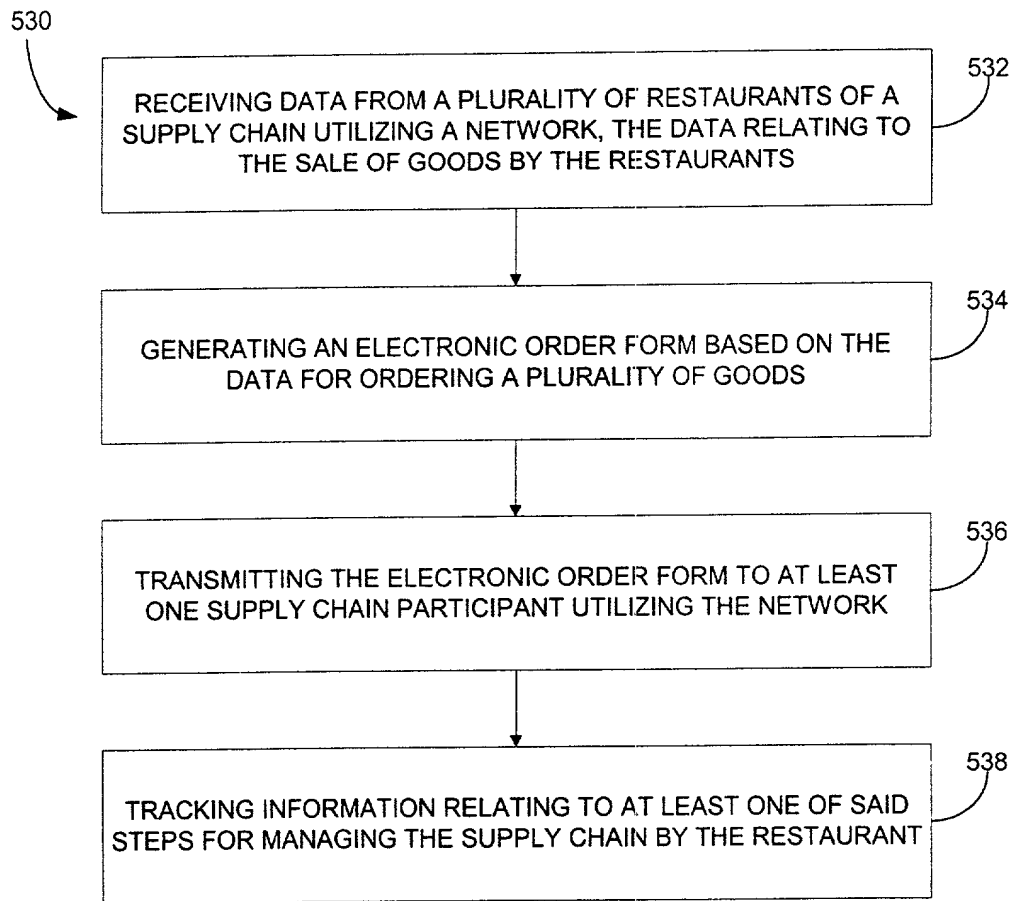 530
532
RECEIVING DATA FROM A PLURALITY OF RESTAURANTS OF A
SUPPLY CHAIN UTILIZING A NETWORK, THE DATA RELATING TO
THE SALE OF GOODS BY THE RESTAURANTS
534
GENERATING AN ELECTRONIC ORDER FORM BASED ON THE
DATA FOR ORDERING A PLURALITY OF GOODS
536
TRANSMITTING THE ELECTRONIC ORDER FORM TO AT LEAST
ONE SUPPLY CHAIN PARTICIPANT UTILIZING THE NETWORK
538
TRACKING INFORMATION RELATING TO AT LEAST ONE OF SAID
STEPS FOR MANAGING THE SUPPLY CHAIN BY THE RESTAURANT